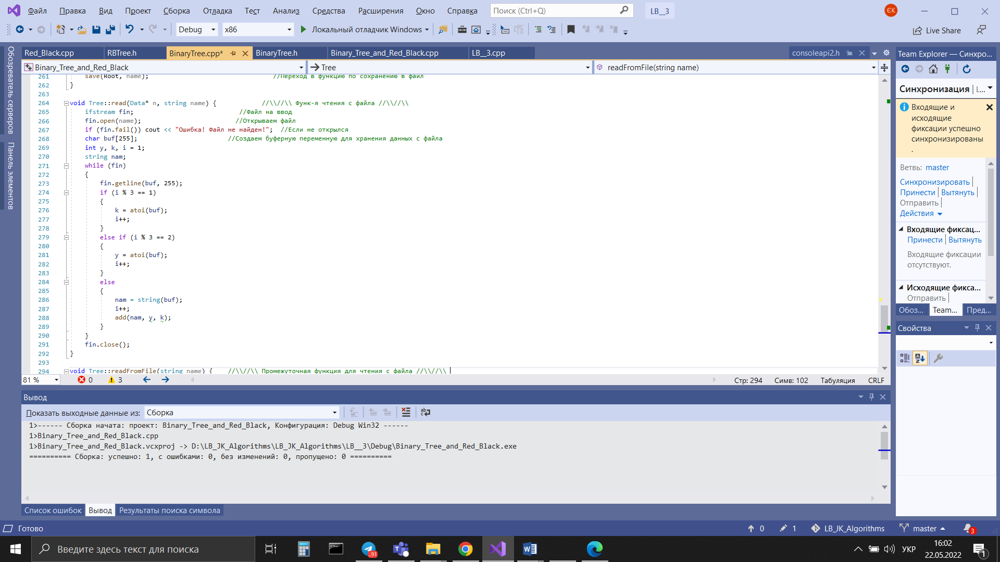 Файл Правка Вид Проект Сборка Отладка Тест Анализ Средства Расширения Окно Справка Поиск (Ctrl+Q) LB__3 ЄК
Debug x86 Локальный отладчик Windows Live Share
Обозреватель серверов
Панель элементов
Red_Black.cpp RBTree.h BinaryTree.cpp* BinaryTree.h Binary_Tree_and_Red_Black.cpp LB__3.cpp consoleapi2.h
Binary_Tree_and_Red_Black Tree readFromFile(string name)
261 save(Root, name); //Переход в функцию по сохранению в файл
262 }
263
264 void Tree::read(Data* n, string name) { //\\//\\ Функ-я чтения с файла //\\//\\
265 ifstream fin; //Файл на ввод
266 fin.open(name); //Открываем файл
267 if (fin.fail()) cout << "Ошибка! Файл не найден!"; //Если не открылся
268 char buf[255]; //Создаем буферную переменную для хранения данных с файла
269 int y, k, i = 1;
270 string nam;
271 while (fin)
272 {
273 fin.getline(buf, 255);
274 if (i % 3 == 1)
275 {
276 k = atoi(buf);
277 i++;
278 }
279 else if (i % 3 == 2)
280 {
281 y = atoi(buf);
282 i++;
283 }
284 else
285 {
286 nam = string(buf);
287 i++;
288 add(nam, y, k);
289 }
290 }
291 fin.close();
292 }
293
294 void Tree::readFromFile(string name) { //\\//\\ Промежуточная функция для чтения с файла //\\//\\
81 % 0 3 Стр: 294 Симв: 102 Табуляция CRLF
Вывод
Показать выходные данные из: Сборка
1>------ Сборка начата: проект: Binary_Tree_and_Red_Black, Конфигурация: Debug Win32 ------
1>Binary_Tree_and_Red_Black.cpp
1>Binary_Tree_and_Red_Black.vcxproj -> D:\LB_JK_Algorithms\LB_JK_Algorithms\LB__3\Debug\Binary_Tree_and_Red_Black.exe
========== Сборка: успешно: 1, с ошибками: 0, без изменений: 0, пропущено: 0 ==========
Список ошибок Вывод Результаты поиска символа
Team Explorer — Синхро...
Синхронизация | L...
Входящие и
исходящие
фиксации успешно
синхронизированы
.
Ветвь: master
Синхронизировать
Принести Вытянуть
Отправить
Действия
Входящие фиксац...
Принести Вытянуть
Входящие фиксации
отсутствуют.
Исходящие фикса...
Отправить
Обоз... Team... Пред...
Свойства
Готово 0 1 LB_JK_Algorithms master 3
Введите здесь текст для поиска ..91 УКР 16:02
22.05.2022 1